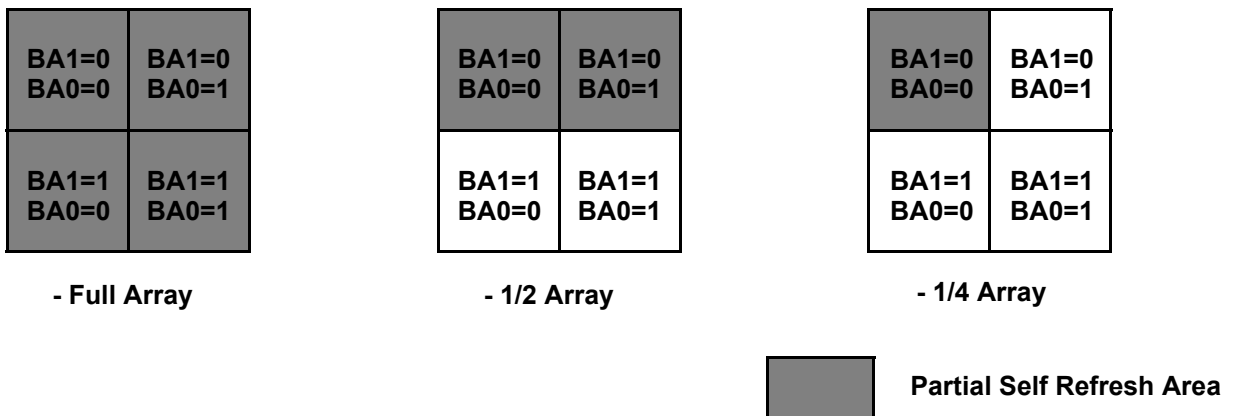 BA1=0 BA1=0
BA0=0 BA0=1
BA1=1 BA1=1
BA0=0 BA0=1
- Full Array
BA1=0 BA1=0
BA0=0 BA0=1
BA1=1 BA1=1
BA0=0 BA0=1
- 1/2 Array
BA1=0 BA1=0
BA0=0 BA0=1
BA1=1 BA1=1
BA0=0 BA0=1
- 1/4 Array
Partial Self Refresh Area